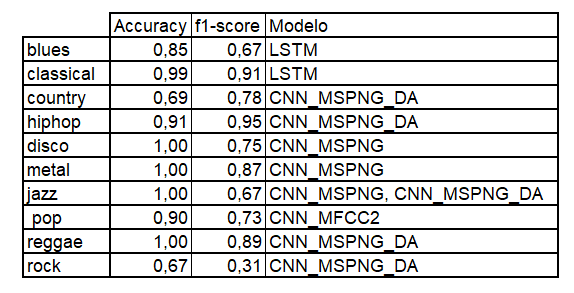 Accuracy f1-score Modelo
blues 0,85 0,67 LSTM
classical 0,99 0,91 LSTM
country 0,69 0,78 CNN_MSPNG_DA
hiphop 0,91 0,95 CNN_MSPNG_DA
disco 1,00 0,75 CNN_MSPNG
metal 1,00 0,87 CNN_MSPNG
jazz 1,00 0,67 CNN_MSPNG, CNN_MSPNG_DA
pop 0,90 0,73 CNN_MFCC2
reggae 1,00 0,89 CNN_MSPNG_DA
rock 0,67 0,31 CNN_MSPNG_DA